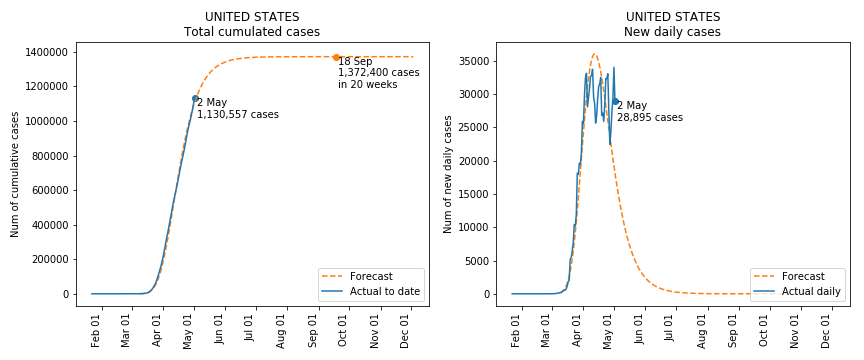 UNITED STATES
Total cumulated cases
Num of cumulative cases
1400000
1200000
1000000
800000
600000
400000
200000
0
18 Sep
1,372,400 cases
in 20 weeks
2 May
1,130,557 cases
Forecast
Actual to date
Feb 01
Mar 01
Apr 01
May 01
Jun 01
Jul 01
Aug 01
Sep 01
Oct 01
Nov 01
Dec 01
UNITED STATES
New daily cases
Num of new daily cases
35000
30000
25000
20000
15000
10000
5000
0
2 May
28,895 cases
Forecast
Actual daily
Feb 01
Mar 01
Apr 01
May 01
Jun 01
Jul 01
Aug 01
Sep 01
Oct 01
Nov 01
Dec 01